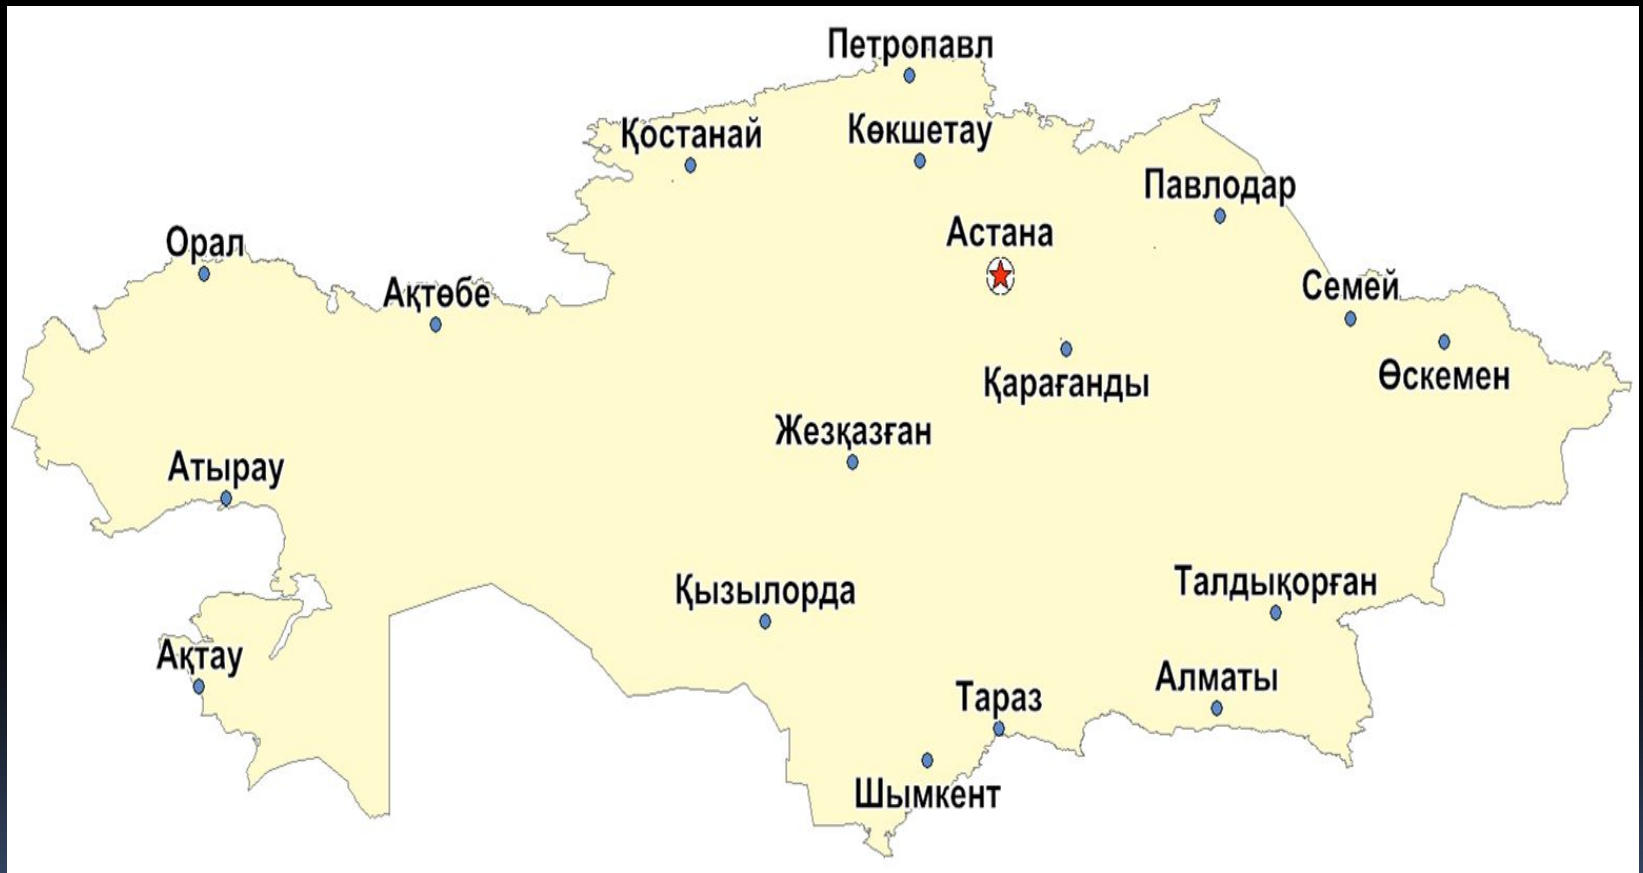 Петропавл
Қостанай
Көкшетау
Павлодар
Астана
Орал
Ақтөбе
Семей
Өскемен
Қарағанды
Жезқазған
Атырау
Қызылорда
Талдықорған
Ақтау
Тараз
Алматы
Шымкент